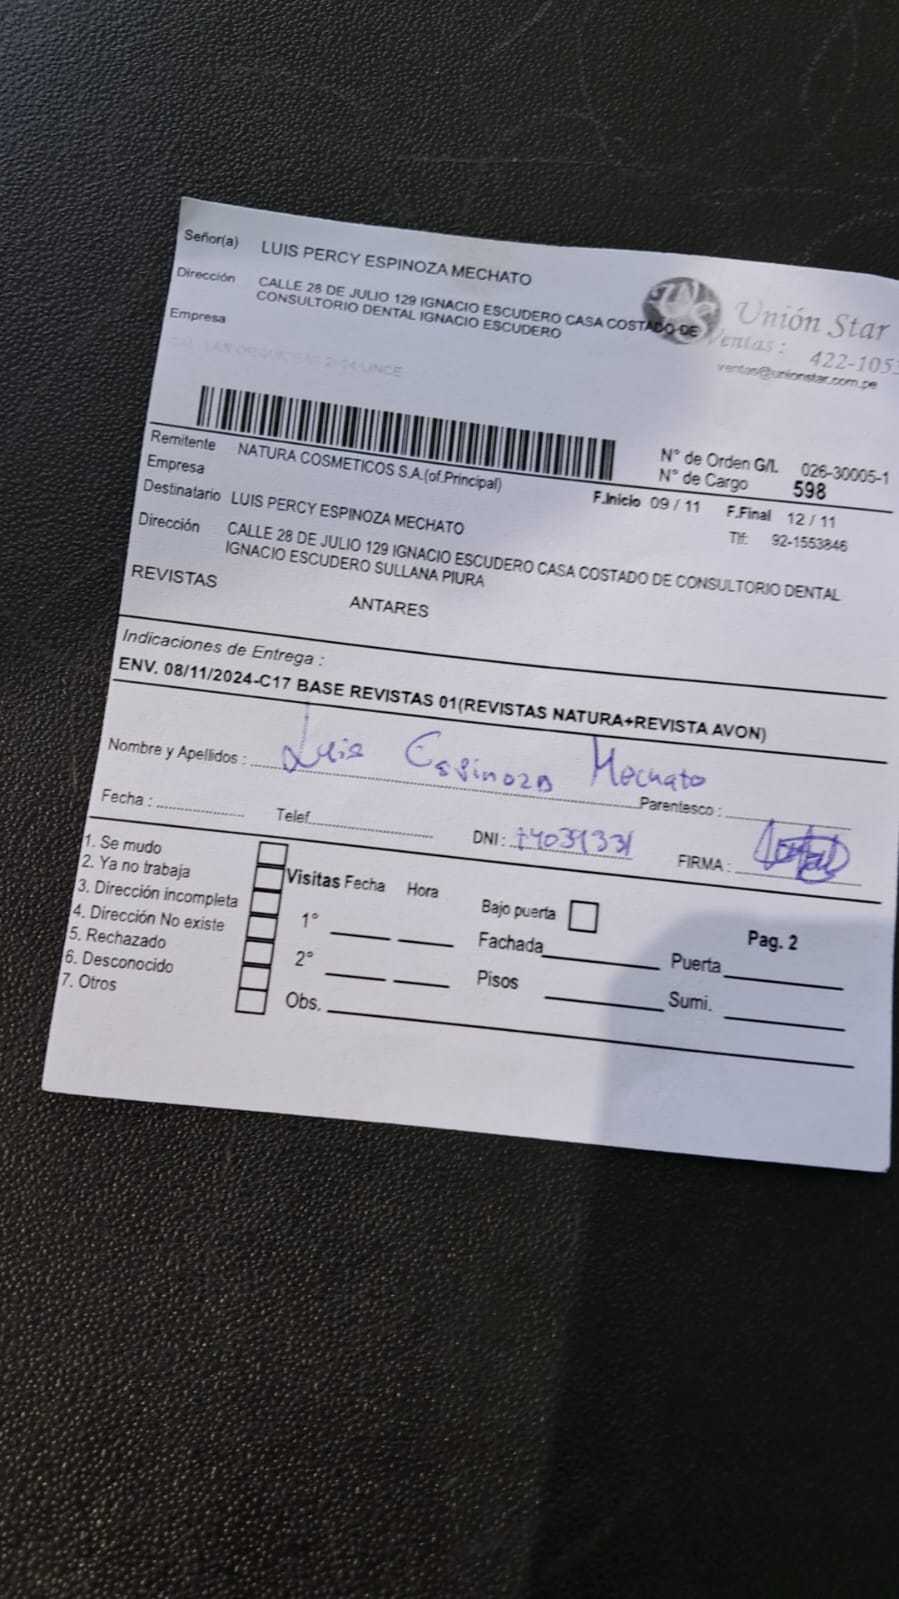 Señor(a) LUIS PERCY ESPINOZA MECHATO
Dirección CALLE 28 DE JULIO 129 IGNACIO ESCUDERO CASA COSTADO DE
CONSULTORIO DENTAL IGNACIO ESCUDERO
Empresa
Unión Star
Ventas : 422-105
ventas@unionstar.com.pe
N° de Orden G/I. 026-30005-1
N° de Cargo 598
Remitente NATURA COSMETICOS S.A.(of.Principal)
Empresa
F.Inicio 09 / 11 F.Final 12 / 11
Destinatario LUIS PERCY ESPINOZA MECHATO
Tlf: 92-1553846
Dirección CALLE 28 DE JULIO 129 IGNACIO ESCUDERO CASA COSTADO DE CONSULTORIO DENTAL
IGNACIO ESCUDERO SULLANA PIURA
REVISTAS
ANTARES
Indicaciones de Entrega :
ENV. 08/11/2024-C17 BASE REVISTAS 01(REVISTAS NATURA+REVISTA AVON)
Nombre y Apellidos : Luis Espinoza Mechato Parentesco :
Fecha : Telef. DNI : 74039331 FIRMA :
1. Se mudo
2. Ya no trabaja
3. Dirección incompleta
4. Dirección No existe
5. Rechazado
6. Desconocido
7. Otros
Visitas Fecha Hora
1°
2°
Obs.
Bajo puerta
Fachada
Pisos
Pag. 2
Puerta
Sumi.